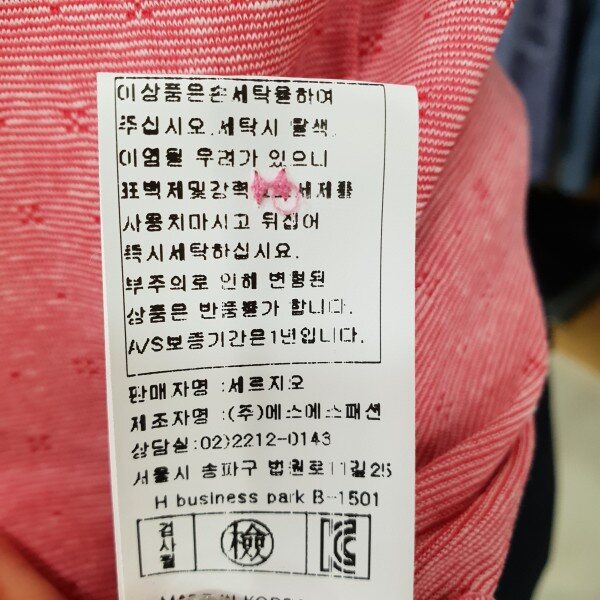 이상품은손세탁을하여
주십시오.세탁시 탈색.
이염될 우려가 있으니
표백제및강력 세제를
사용치마시고 뒤집어
즉시세탁하십시요.
부주의로 인해 변형된
상품은 반품불가 합니다.
A/S보증기간은1년입니다.
판매자명 :세르지오
제조자명 :(주)에스에스패션
상담실:02)2212-0143
서울시 송파구 법원로11길25
H business park B-1501
검사필 檢